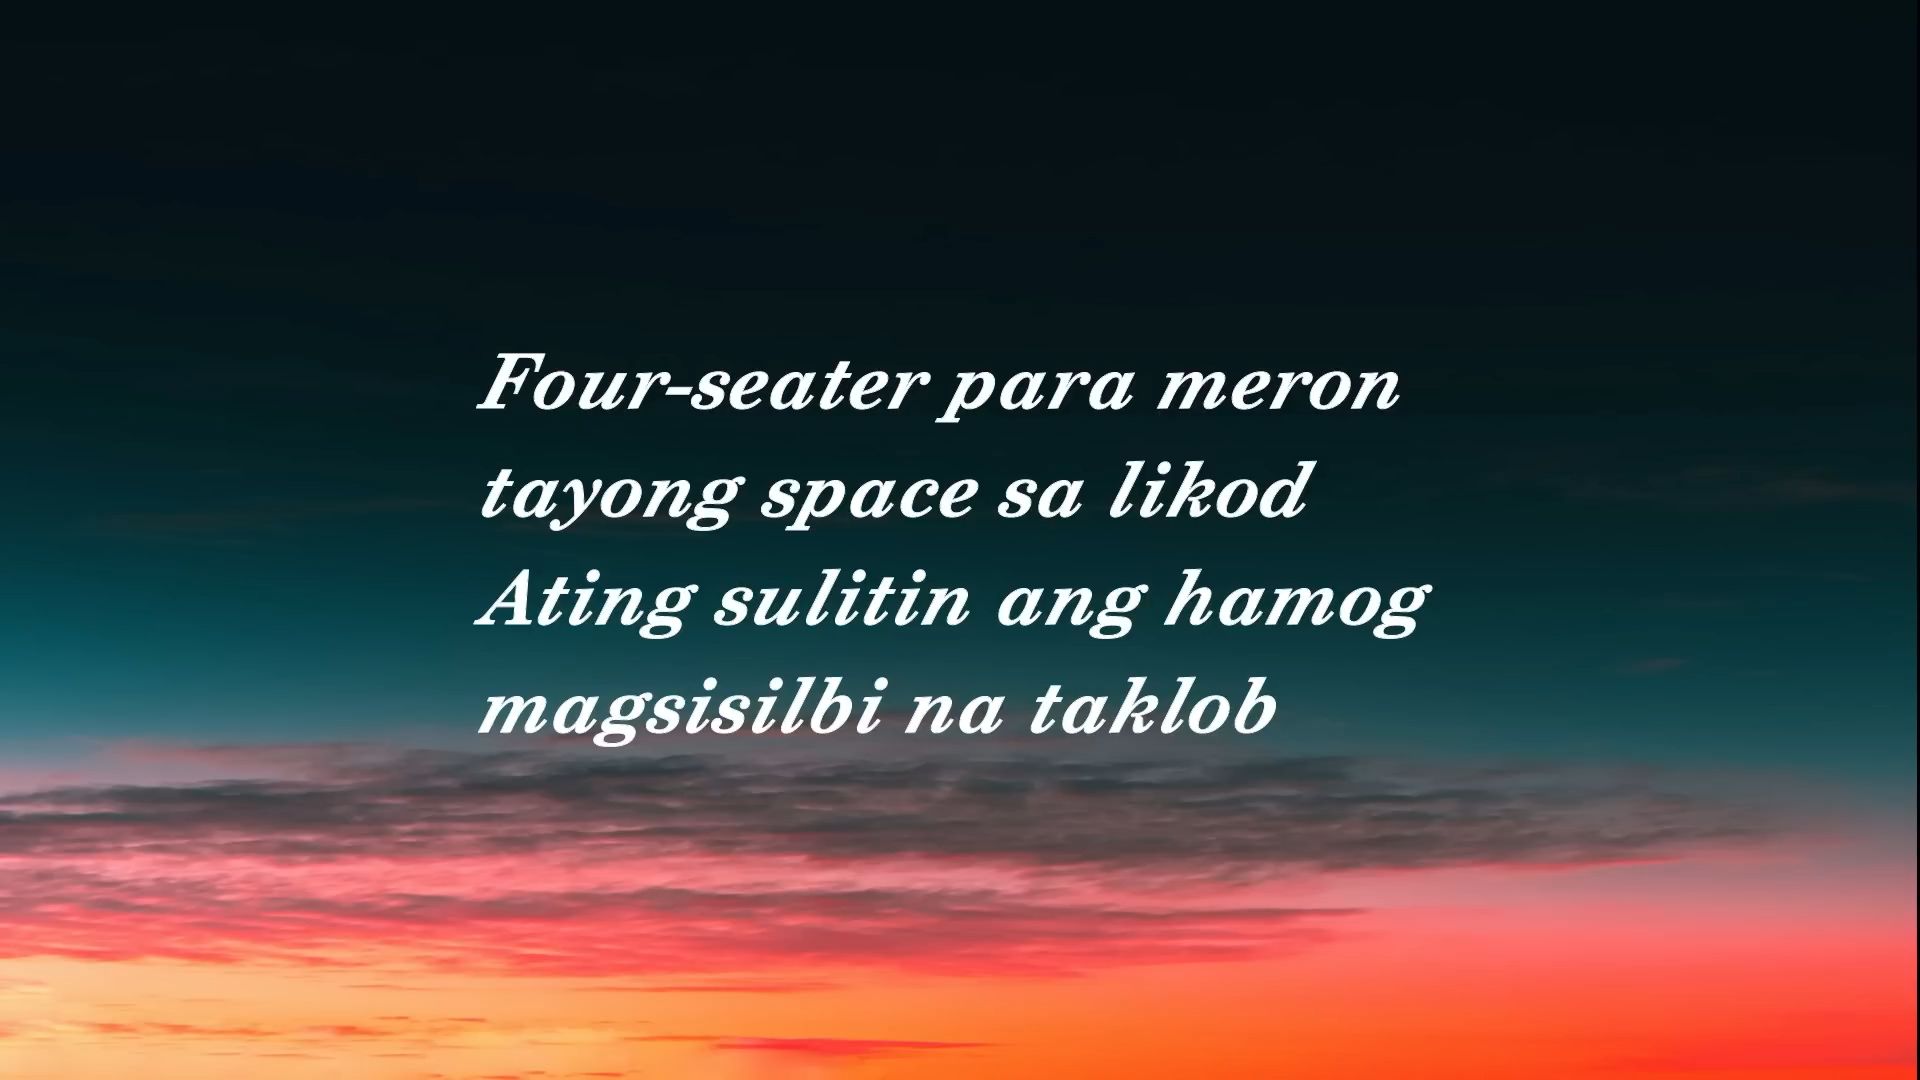 Four-seater para meron
tayong space sa likod
Ating sulitin ang hamog
magsisilbi na taklob